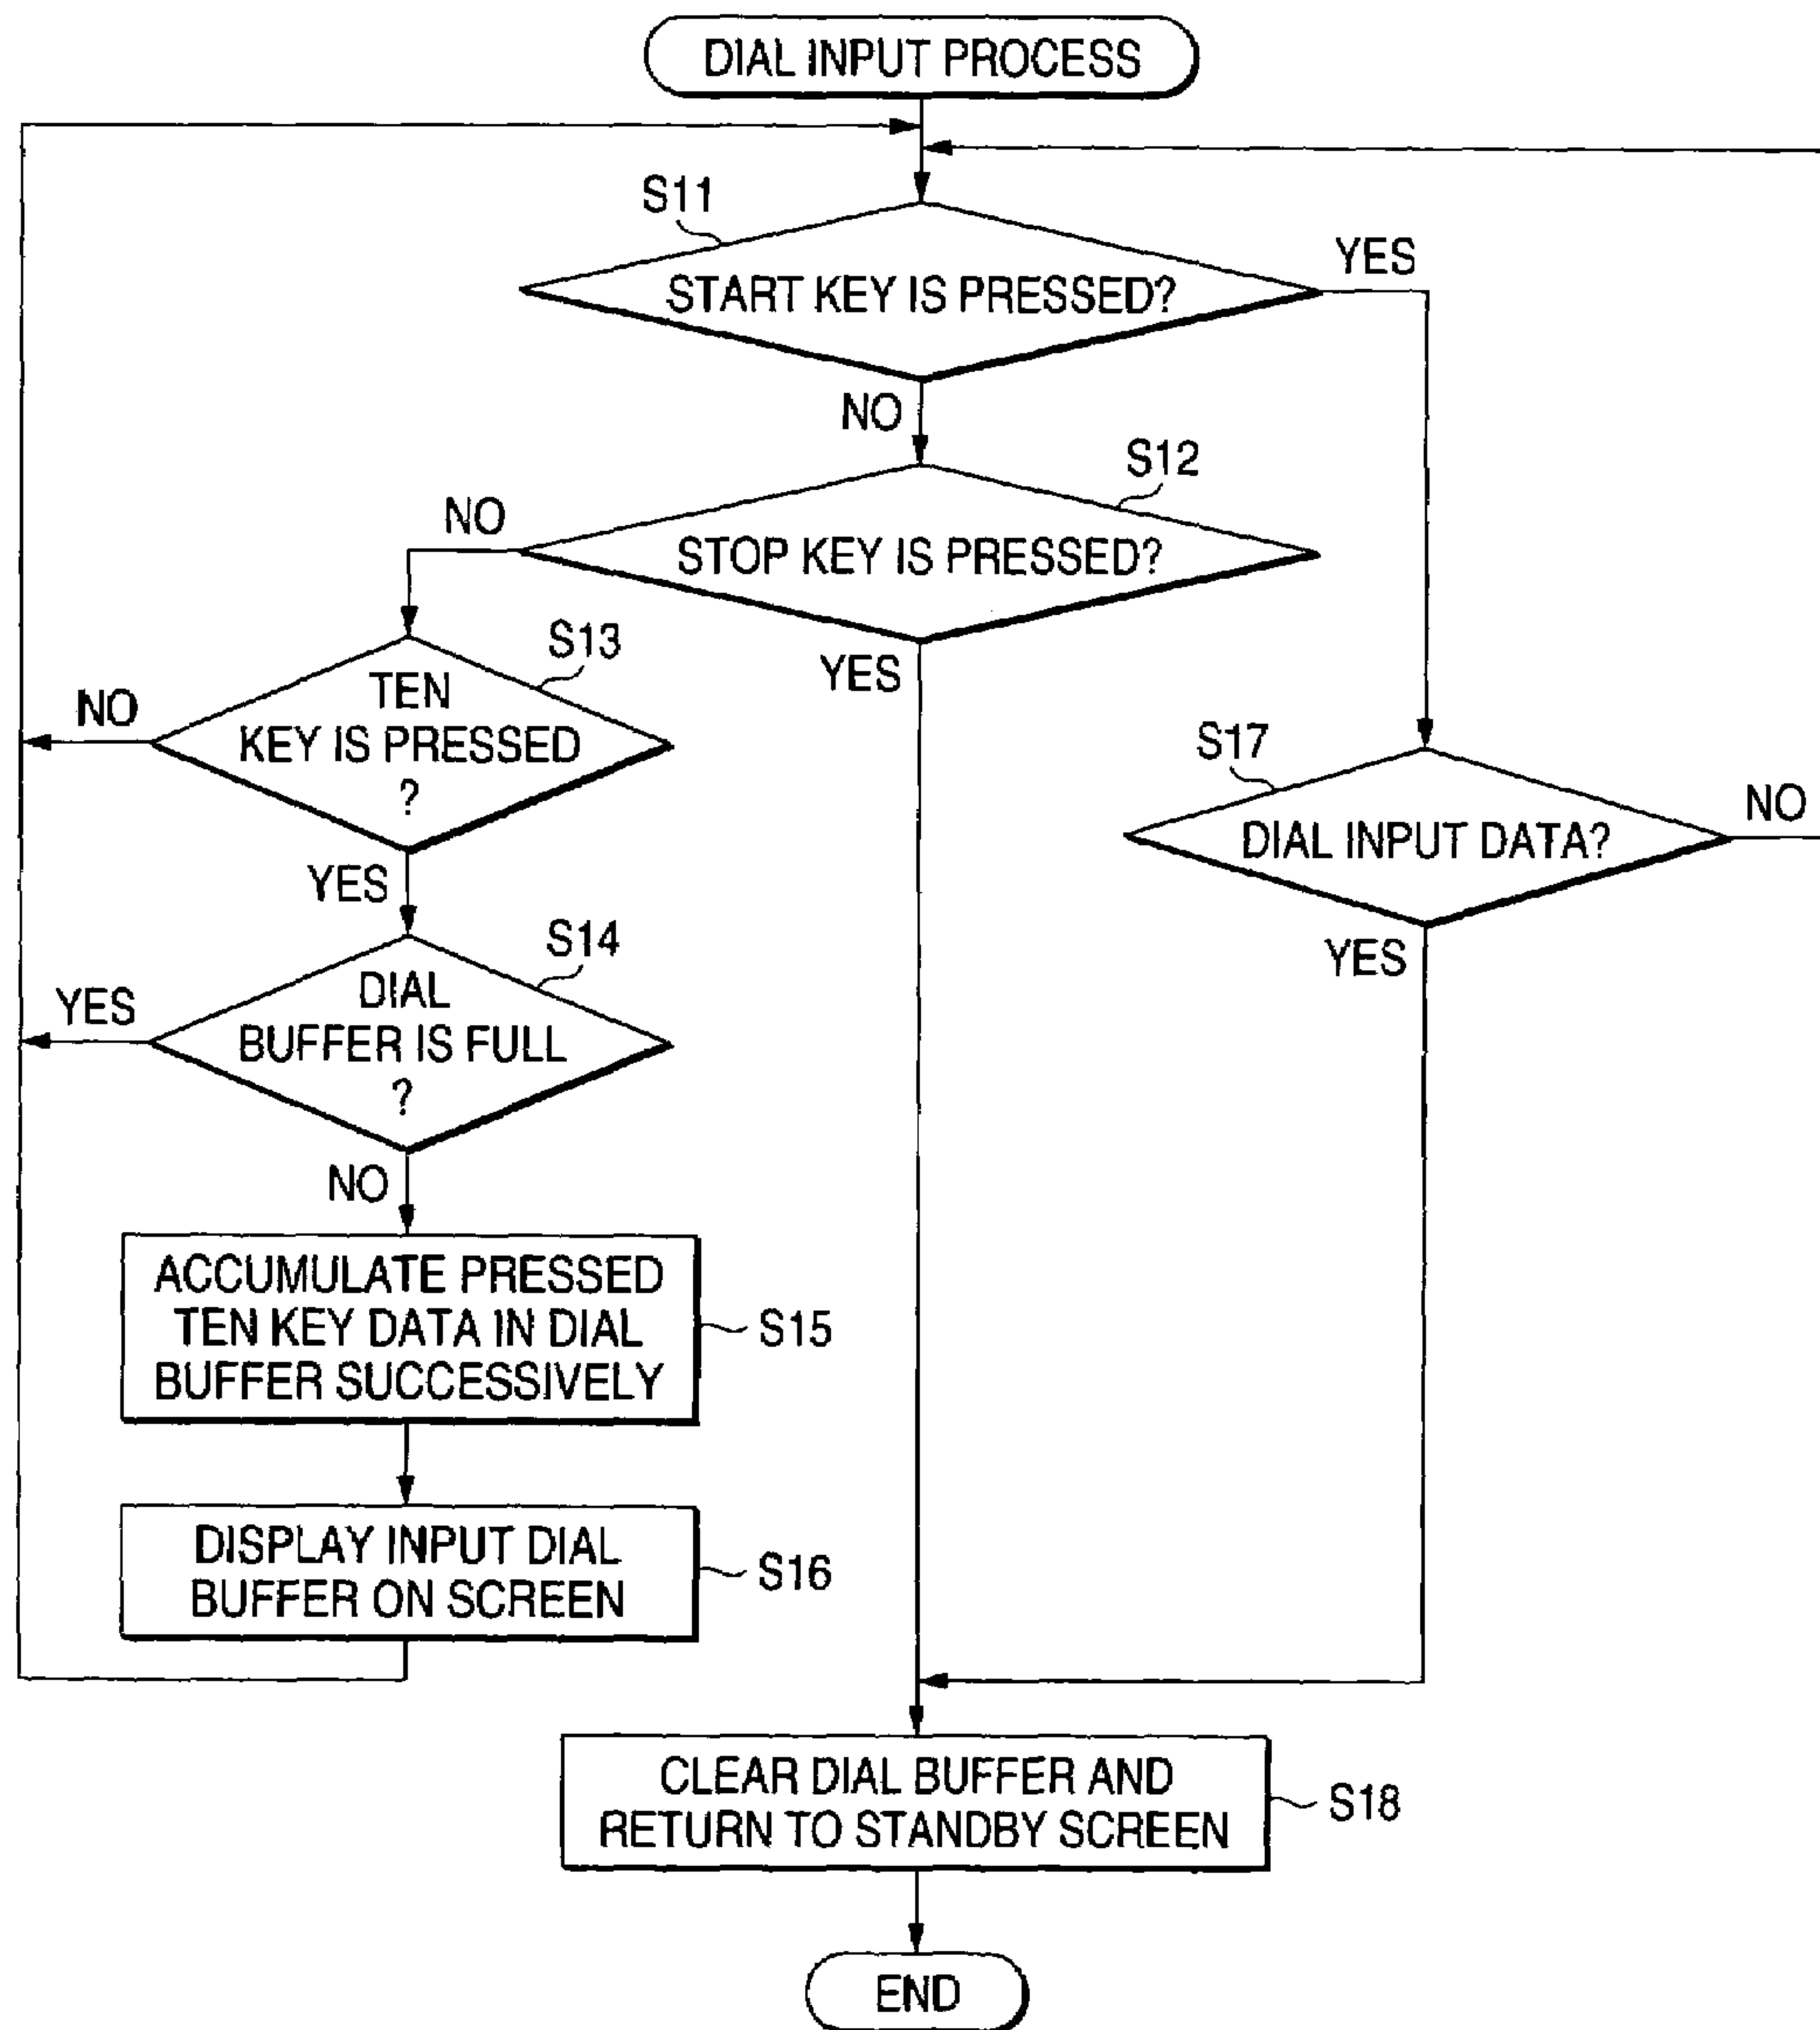 DIAL INPUT PROCESS
S11
START KEY IS PRESSED?
YES
NO
S12
STOP KEY IS PRESSED?
NO
YES
S13
TEN
KEY IS PRESSED
?
NO
YES
S17
DIAL INPUT DATA?
NO
YES
S14
DIAL
BUFFER IS FULL
?
YES
NO
ACCUMULATE PRESSED
TEN KEY DATA IN DIAL
BUFFER SUCCESSIVELY
S15
DISPLAY INPUT DIAL
BUFFER ON SCREEN
S16
CLEAR DIAL BUFFER AND
RETURN TO STANDBY SCREEN
S18
END